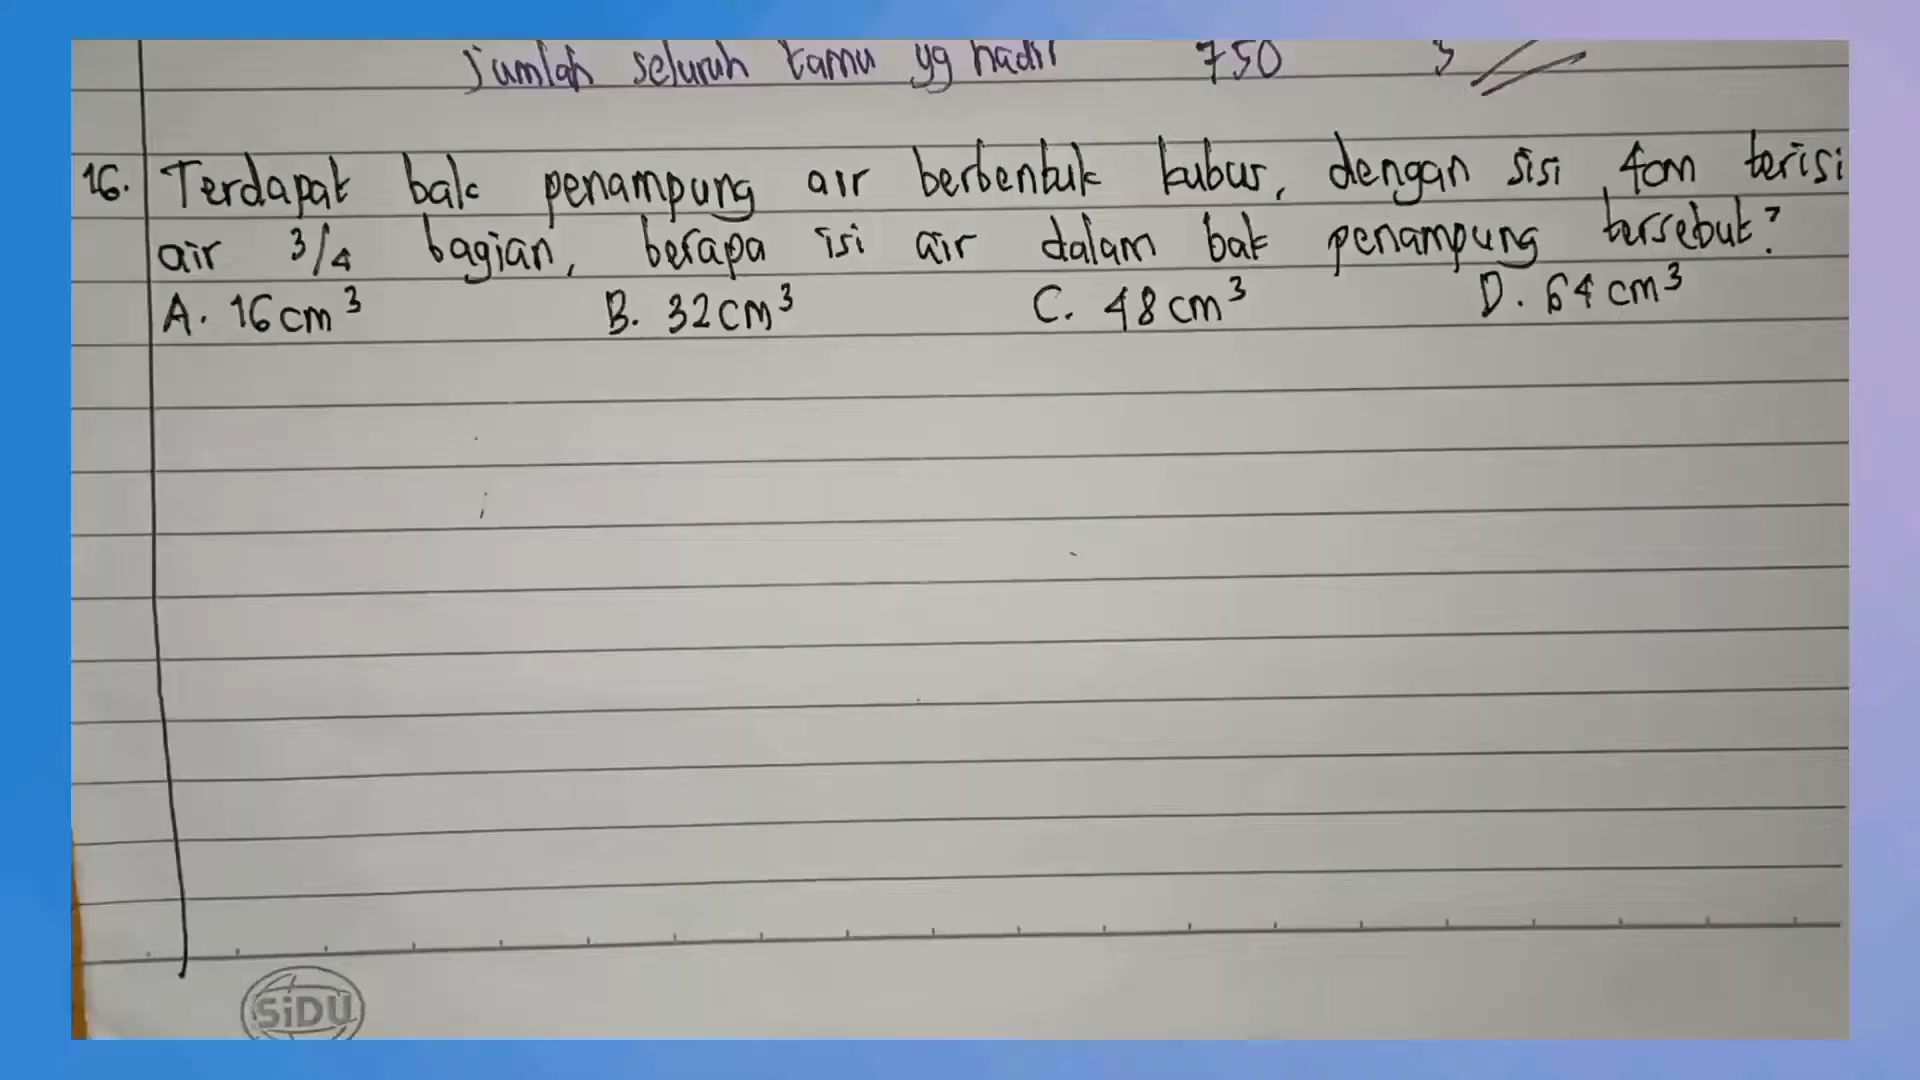 Jumlah seluruh tamu yg hadir 750 3
16. Terdapat bak penampung air berbentuk kubus, dengan sisi 4cm terisi
air 3/4 bagian, berapa isi air dalam bak penampung tersebut?
A. 16 cm³ B. 32 cm³ C. 48 cm³ D. 64 cm³
SiDU